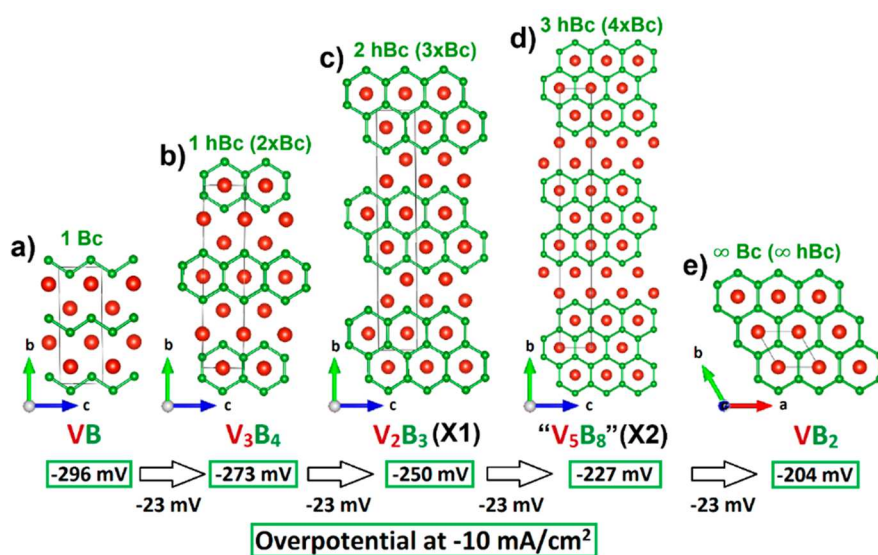 a)
1 Bc
b
c
VB
-296 mV
b)
1 hBc (2xBc)
b
c
V₃B₄
-273 mV
c)
2 hBc (3xBc)
b
c
V₂B₃ (X1)
-250 mV
d)
3 hBc (4xBc)
b
c
“V₅B₈” (X2)
-227 mV
e)
∞ Bc (∞ hBc)
b
c
a
VB₂
-204 mV
-23 mV
-23 mV
-23 mV
-23 mV
Overpotential at -10 mA/cm²